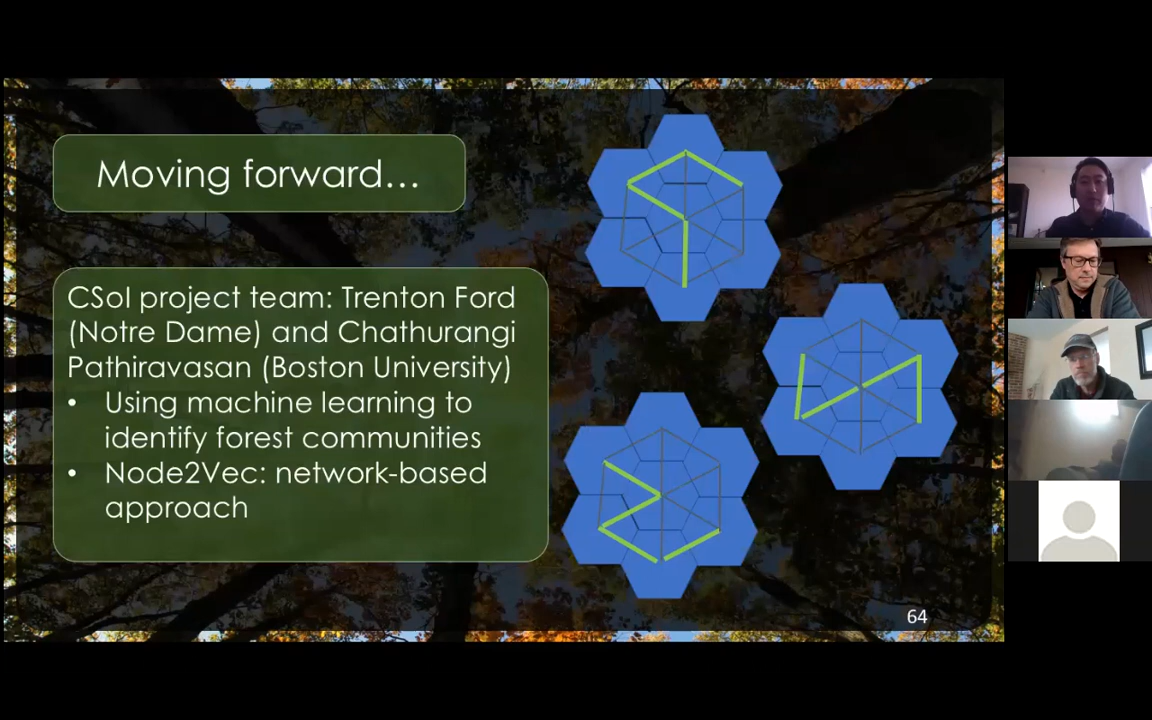 Moving forward…
CSoI project team: Trenton Ford
(Notre Dame) and Chathurangi
Pathiravasan (Boston University)
• Using machine learning to
identify forest communities
• Node2Vec: network-based
approach
64